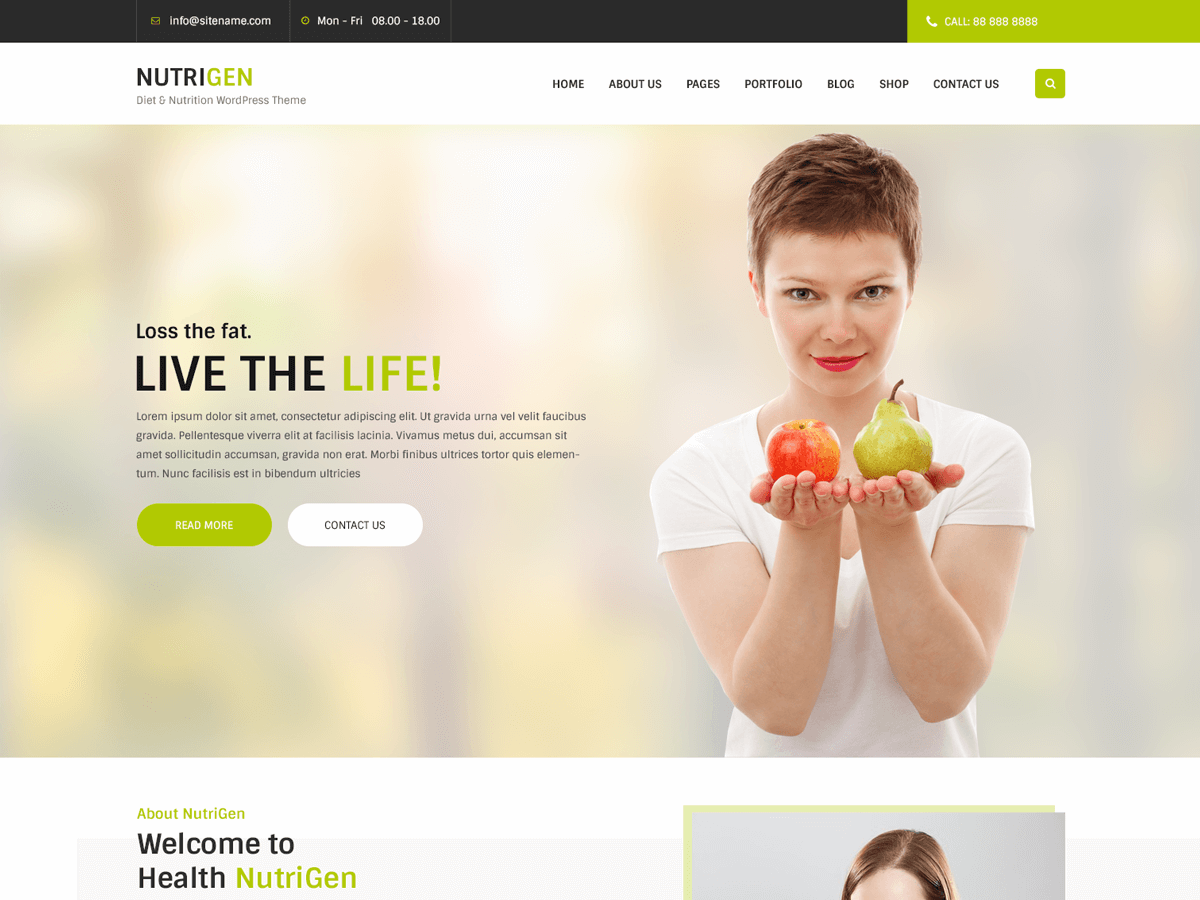 info@sitename.com
Mon - Fri 08.00 - 18.00
CALL: 88 888 8888
NUTRIGEN
Diet & Nutrition WordPress Theme
HOME ABOUT US PAGES PORTFOLIO BLOG SHOP CONTACT US
Loss the fat.
LIVE THE LIFE!
Lorem ipsum dolor sit amet, consectetur adipiscing elit. Ut gravida urna vel velit faucibus
gravida. Pellentesque viverra elit at facilisis lacinia. Vivamus metus dui, accumsan sit
amet sollicitudin accumsan, gravida non erat. Morbi finibus ultrices tortor quis elemen-
tum. Nunc facilisis est in bibendum ultricies
READ MORE CONTACT US
About NutriGen
Welcome to
Health NutriGen